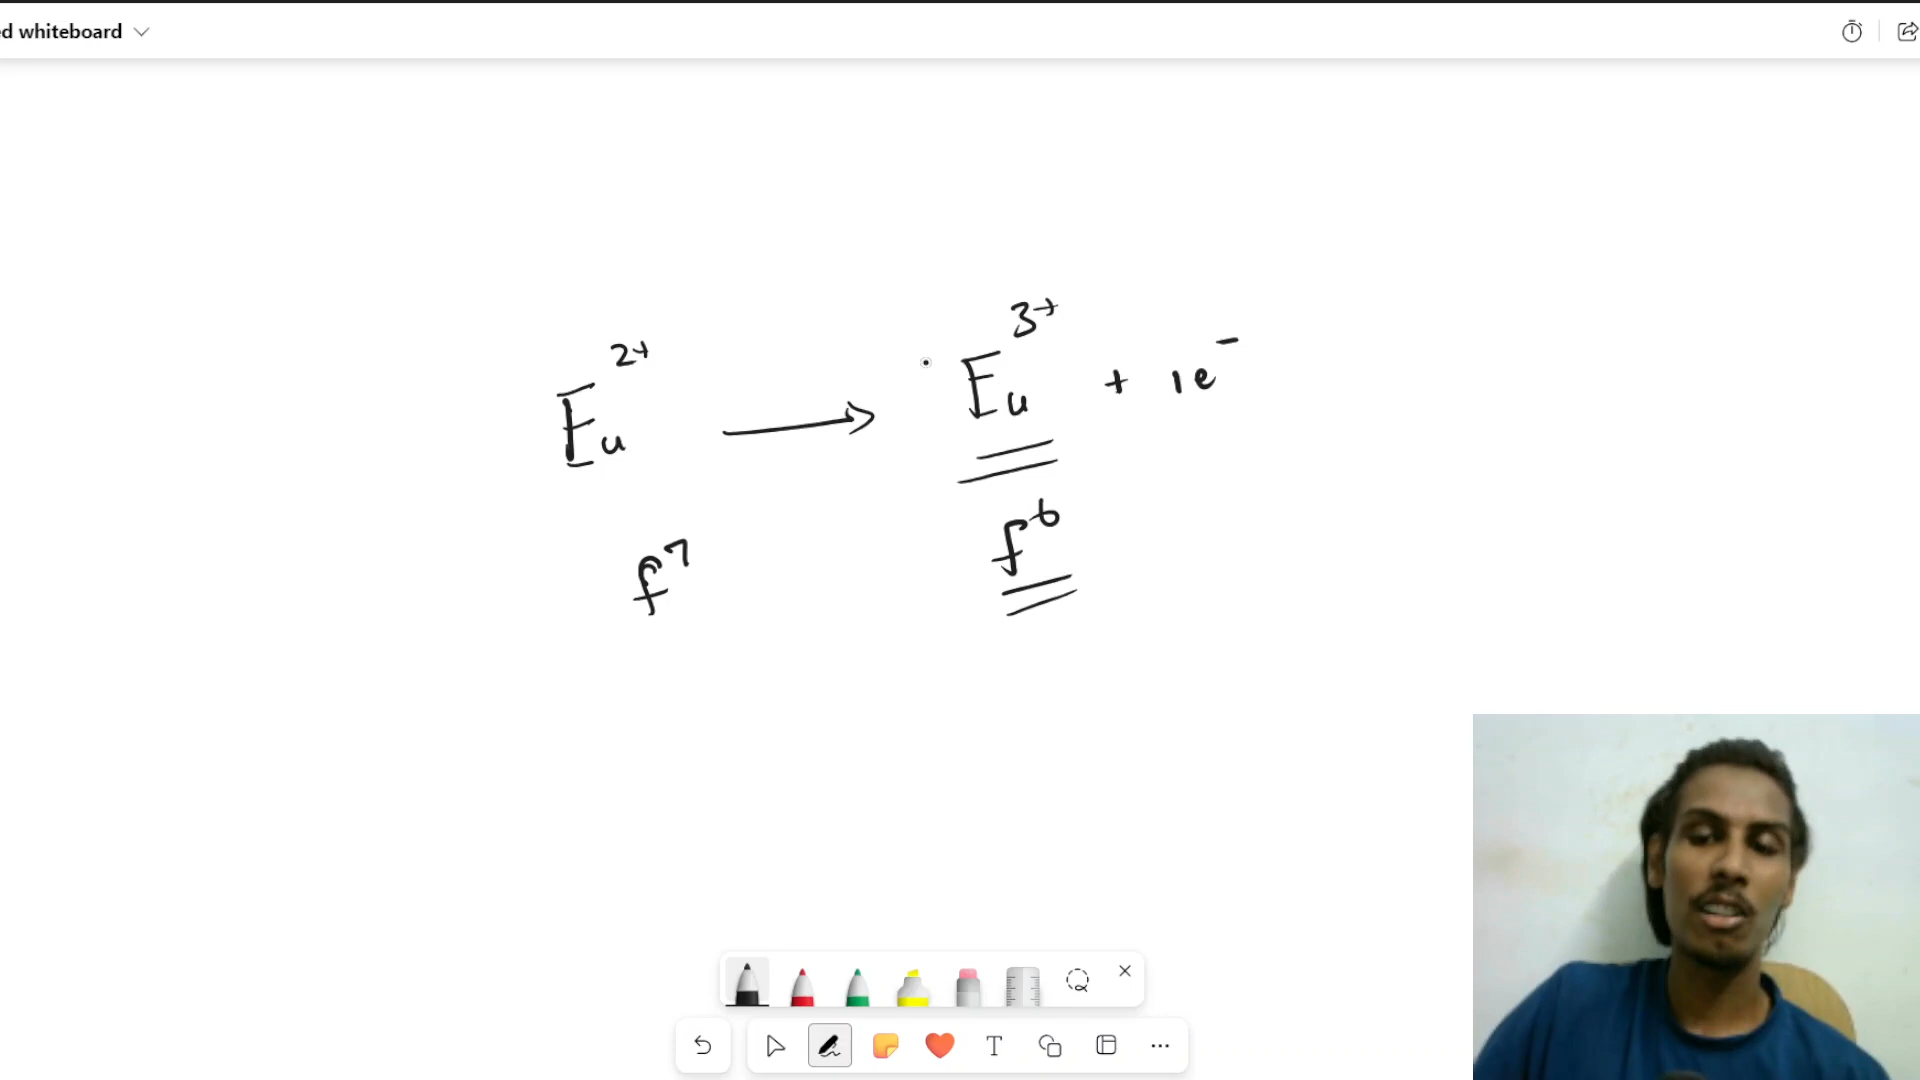 d whiteboard
Eu²⁺ → Eu³⁺ + 1e⁻
f⁷ f⁶
T